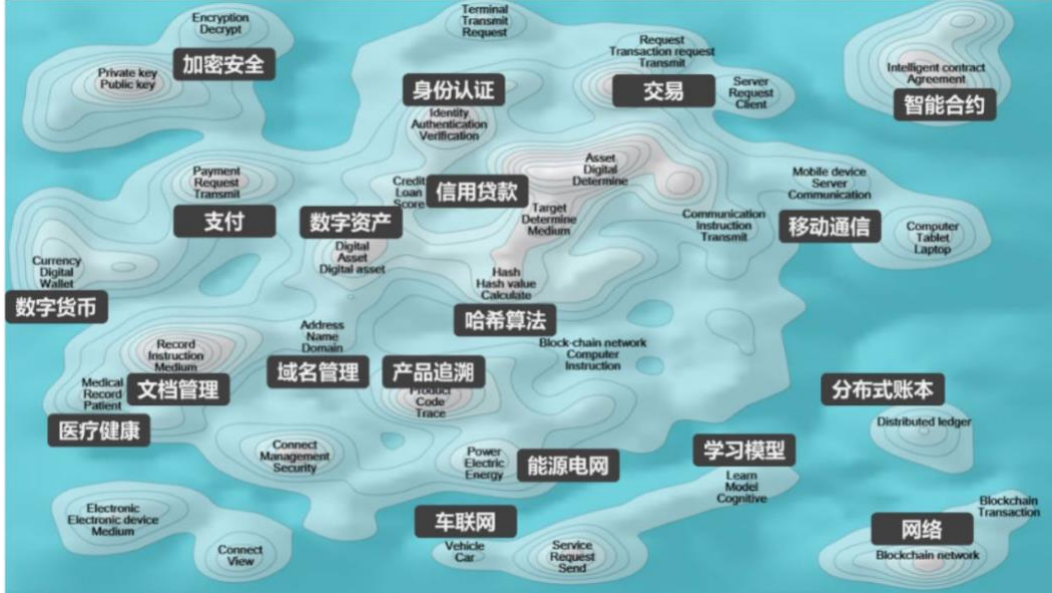 Encryption
Decrypt
加密安全
Private key
Public key
Terminal
Transmit
Request
身份认证
Identity
Authentication
Verification
Request
Transaction request
Transmit
交易
Server
Request
Client
Intelligent contract
Agreement
智能合约
Payment
Request
Transmit
支付
Credit
Loan
Score
信用贷款
数字资产
Digital
Asset
Digital asset
Asset
Digital
Determine
Target
Determine
Medium
Mobile device
Server
Communication
移动通信
Communication
Instruction
Transmit
Computer
Tablet
Laptop
Currency
Digital
Wallet
数字货币
Hash
Hash value
Calculate
哈希算法
Address
Name
Domain
域名管理
Block-chain network
Computer
Instruction
Record
Instruction
Medium
文档管理
Medical
Record
Patient
医疗健康
产品追溯
Product
Code
Trace
分布式账本
Distributed ledger
Connect
Management
Security
Power
Electric
Energy
能源电网
学习模型
Learn
Model
Cognitive
Electronic
Electronic device
Medium
Connect
View
车联网
Vehicle
Car
Service
Request
Send
Blockchain
Transaction
网络
Blockchain network